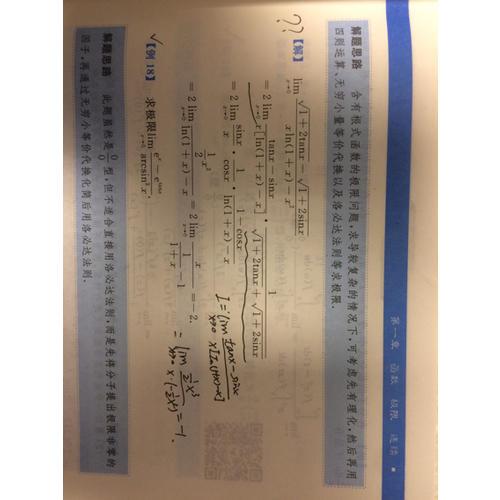 第一章 函数 极限 连续
解题思路 含有根式函数的极限问题,求导较复杂的情况下,可考虑先有理化,然后再用
四则运算、无穷小量等价代换以及洛必达法则等求极限.
??
【解】 lim_{x→0} (√(1+2tanx) − √(1+2sinx)) / (xln(1+x) − x²)
= 2 lim_{x→0} (tanx − sinx) / (x[ln(1+x) − x]) · 1 / (√(1+2tanx) + √(1+2sinx))
= 2 lim_{x→0} sinx/x · 1/cosx · (1−cosx) / (ln(1+x) − x)
= 2 lim_{x→0} (½x²) / (ln(1+x) − x) = 2 lim_{x→0} x / (1/(1+x) − 1) = −2.
I = lim_{x→0} (tanx − sinx) / (x[ln(1+x) − x])
= lim_{x→0} (½x³) / (x·(−½x²)) = −1.
√【例 18】 求极限 lim_{x→0} (eˣ − e^{sinx}) / arcsin³x.
解题思路 此题虽然是 0/0 型,但不适合直接用洛必达法则,而是先将分子提出极限非零的
因子,再通过无穷小等价代换化简后用洛必达法则.